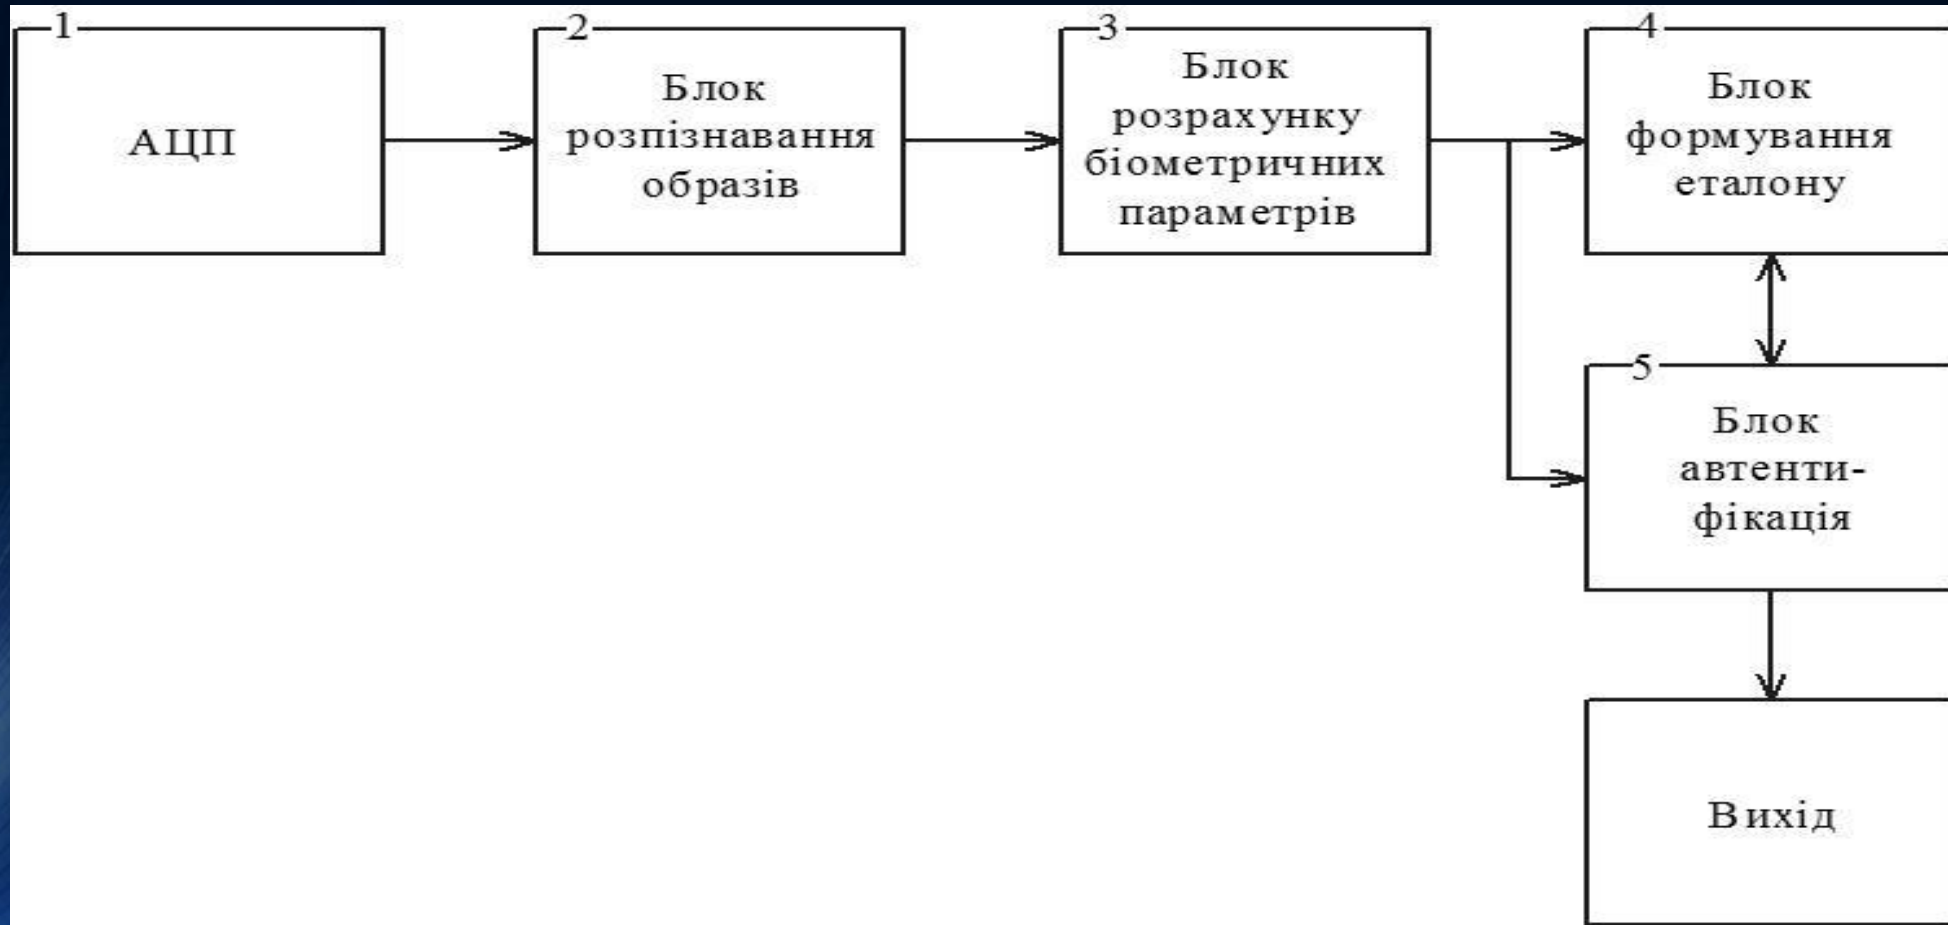 1
АЦП
2
Блок
розпізнавання
образів
3
Блок
розрахунку
біометричних
параметрів
4
Блок
формування
еталону
5
Блок
автенти-
фікація
Вихід